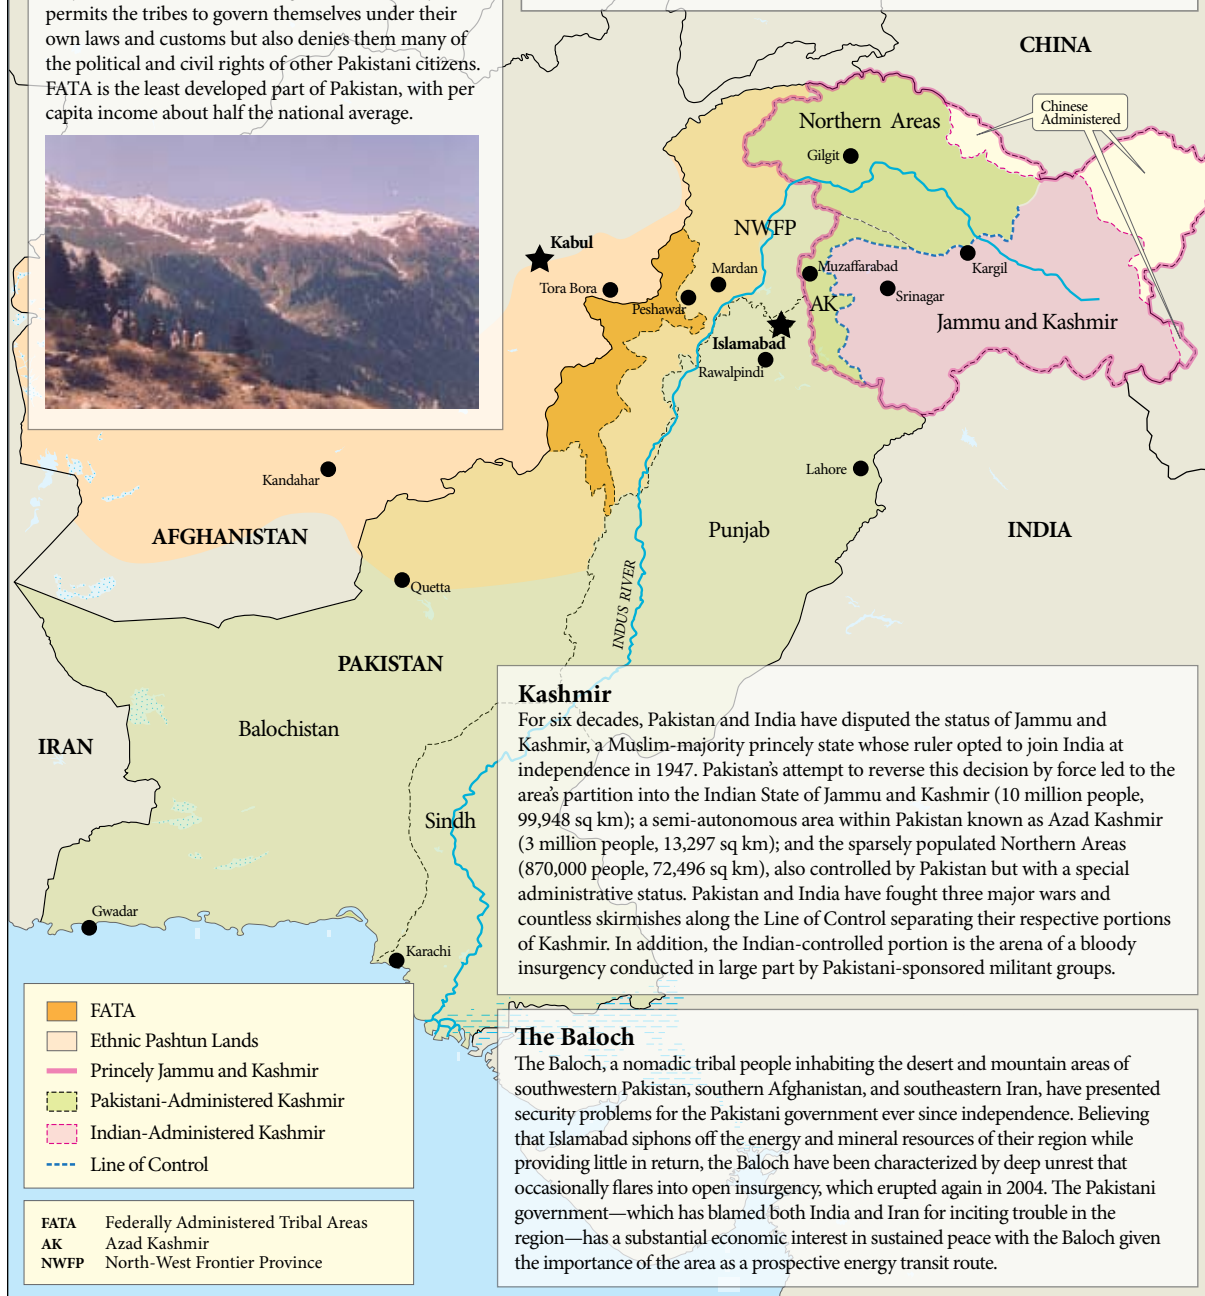 permits the tribes to govern themselves under their
own laws and customs but also denies them many of
the political and civil rights of other Pakistani citizens.
FATA is the least developed part of Pakistan, with per
capita income about half the national average.
CHINA
Chinese
Administered
Northern Areas
Gilgit
NWFP
Kabul
Mardan
Muzaffarabad
Kargil
Tora Bora
Peshawar
AK
Srinagar
Jammu and Kashmir
Islamabad
Rawalpindi
Kandahar
Lahore
AFGHANISTAN
Punjab
INDIA
Quetta
INDUS RIVER
PAKISTAN
Balochistan
IRAN
Sindh
Gwadar
Karachi
Kashmir
For six decades, Pakistan and India have disputed the status of Jammu and
Kashmir, a Muslim-majority princely state whose ruler opted to join India at
independence in 1947. Pakistan's attempt to reverse this decision by force led to the
area's partition into the Indian State of Jammu and Kashmir (10 million people,
99,948 sq km); a semi-autonomous area within Pakistan known as Azad Kashmir
(3 million people, 13,297 sq km); and the sparsely populated Northern Areas
(870,000 people, 72,496 sq km), also controlled by Pakistan but with a special
administrative status. Pakistan and India have fought three major wars and
countless skirmishes along the Line of Control separating their respective portions
of Kashmir. In addition, the Indian-controlled portion is the arena of a bloody
insurgency conducted in large part by Pakistani-sponsored militant groups.
FATA
Ethnic Pashtun Lands
Princely Jammu and Kashmir
Pakistani-Administered Kashmir
Indian-Administered Kashmir
Line of Control
FATA Federally Administered Tribal Areas
AK Azad Kashmir
NWFP North-West Frontier Province
The Baloch
The Baloch, a nomadic tribal people inhabiting the desert and mountain areas of
southwestern Pakistan, southern Afghanistan, and southeastern Iran, have presented
security problems for the Pakistani government ever since independence. Believing
that Islamabad siphons off the energy and mineral resources of their region while
providing little in return, the Baloch have been characterized by deep unrest that
occasionally flares into open insurgency, which erupted again in 2004. The Pakistani
government—which has blamed both India and Iran for inciting trouble in the
region—has a substantial economic interest in sustained peace with the Baloch given
the importance of the area as a prospective energy transit route.